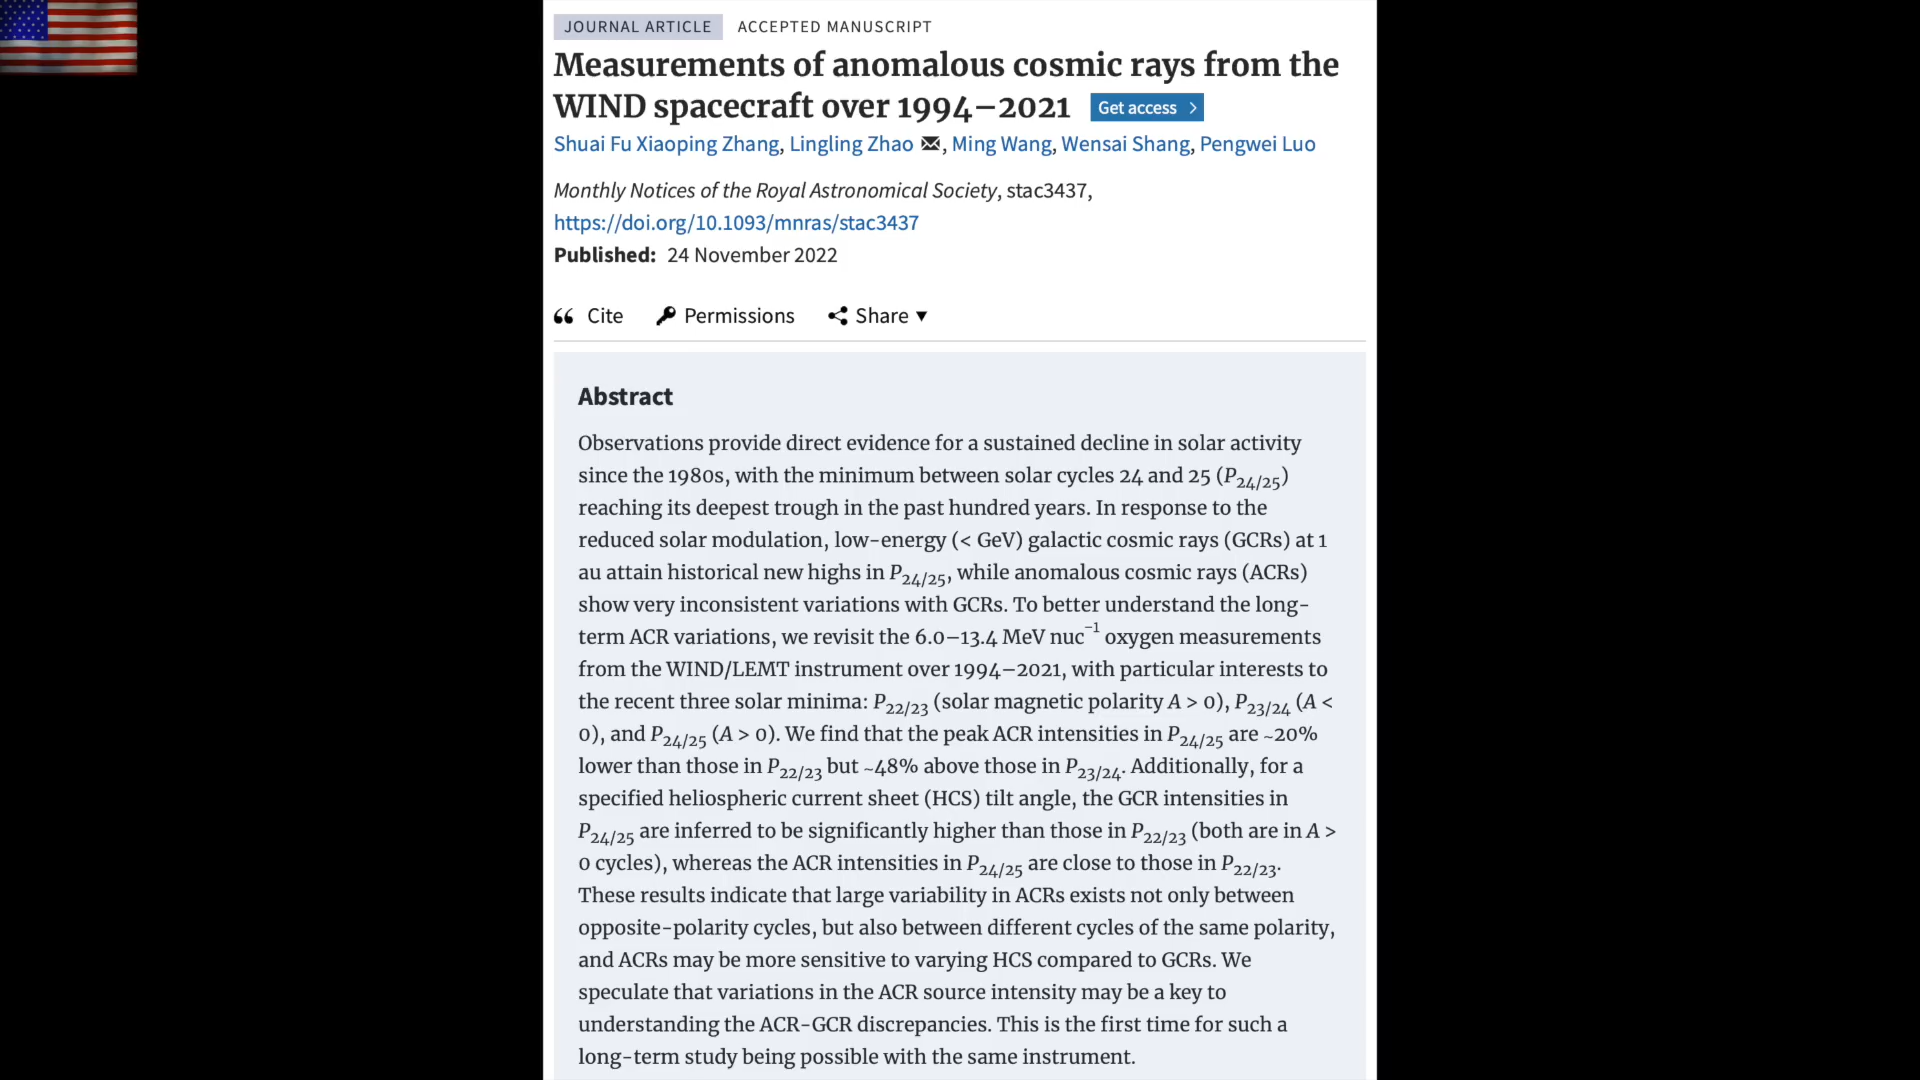 JOURNAL ARTICLE ACCEPTED MANUSCRIPT
Measurements of anomalous cosmic rays from the
WIND spacecraft over 1994–2021 Get access >
Shuai Fu Xiaoping Zhang, Lingling Zhao, Ming Wang, Wensai Shang, Pengwei Luo
Monthly Notices of the Royal Astronomical Society, stac3437,
https://doi.org/10.1093/mnras/stac3437
Published: 24 November 2022
Cite Permissions Share ▼
Abstract
Observations provide direct evidence for a sustained decline in solar activity
since the 1980s, with the minimum between solar cycles 24 and 25 (P24/25)
reaching its deepest trough in the past hundred years. In response to the
reduced solar modulation, low-energy (< GeV) galactic cosmic rays (GCRs) at 1
au attain historical new highs in P24/25, while anomalous cosmic rays (ACRs)
show very inconsistent variations with GCRs. To better understand the long-
term ACR variations, we revisit the 6.0–13.4 MeV nuc−1 oxygen measurements
from the WIND/LEMT instrument over 1994–2021, with particular interests to
the recent three solar minima: P22/23 (solar magnetic polarity A > 0), P23/24 (A <
0), and P24/25 (A > 0). We find that the peak ACR intensities in P24/25 are ~20%
lower than those in P22/23 but ~48% above those in P23/24. Additionally, for a
specified heliospheric current sheet (HCS) tilt angle, the GCR intensities in
P24/25 are inferred to be significantly higher than those in P22/23 (both are in A >
0 cycles), whereas the ACR intensities in P24/25 are close to those in P22/23.
These results indicate that large variability in ACRs exists not only between
opposite-polarity cycles, but also between different cycles of the same polarity,
and ACRs may be more sensitive to varying HCS compared to GCRs. We
speculate that variations in the ACR source intensity may be a key to
understanding the ACR-GCR discrepancies. This is the first time for such a
long-term study being possible with the same instrument.